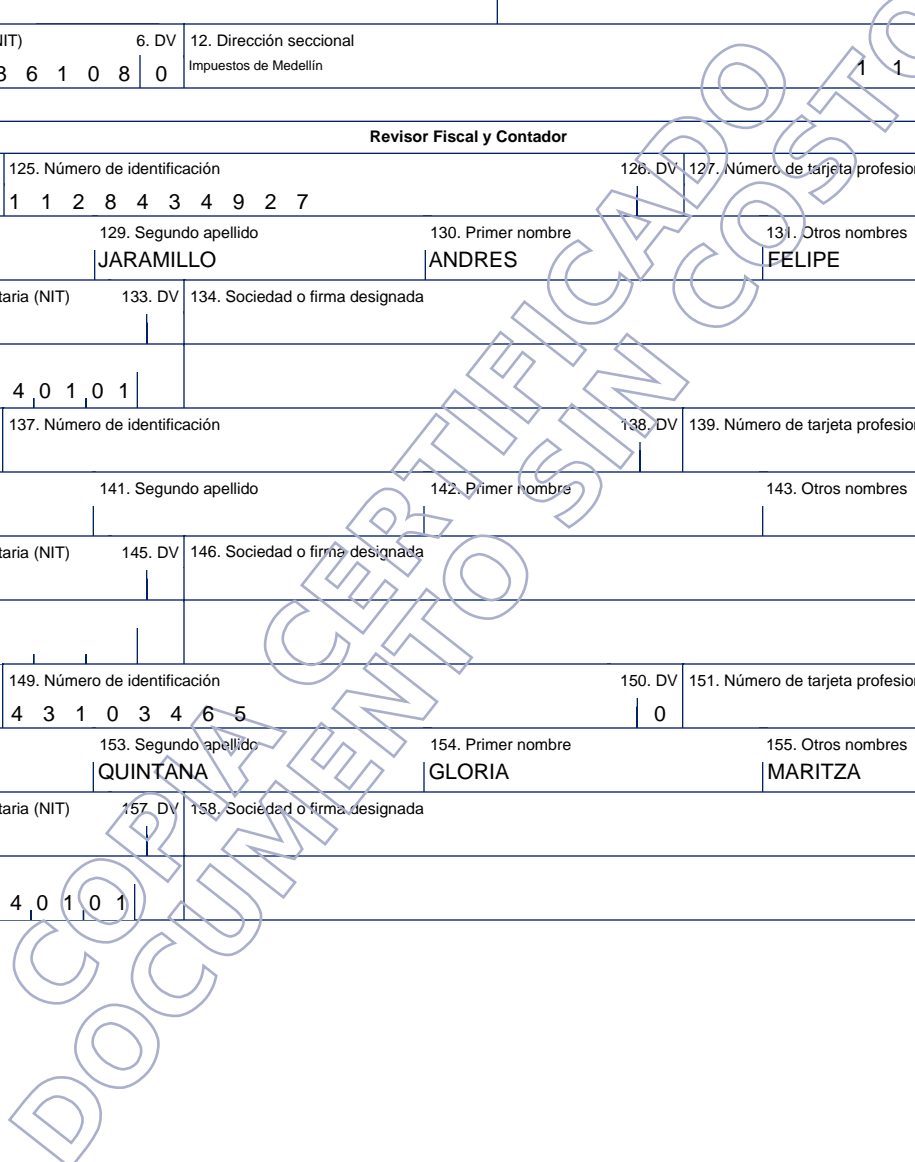 NIT) 6. DV 12. Dirección seccional
3 6 1 0 8 0 Impuestos de Medellín 1 1
Revisor Fiscal y Contador
125. Número de identificación 126. DV 127. Número de tarjeta profesion
1 1 2 8 4 3 4 9 2 7
129. Segundo apellido 130. Primer nombre 131. Otros nombres
JARAMILLO ANDRES FELIPE
taria (NIT) 133. DV 134. Sociedad o firma designada
4 0 1 0 1
137. Número de identificación 138. DV 139. Número de tarjeta profesion
141. Segundo apellido 142. Primer nombre 143. Otros nombres
taria (NIT) 145. DV 146. Sociedad o firma designada
149. Número de identificación 150. DV 151. Número de tarjeta profesion
4 3 1 0 3 4 6 5 0
153. Segundo apellido 154. Primer nombre 155. Otros nombres
QUINTANA GLORIA MARITZA
taria (NIT) 157. DV 158. Sociedad o firma designada
4 0 1 0 1
COPIA CERTIFICADO
DOCUMENTO SIN COSTO